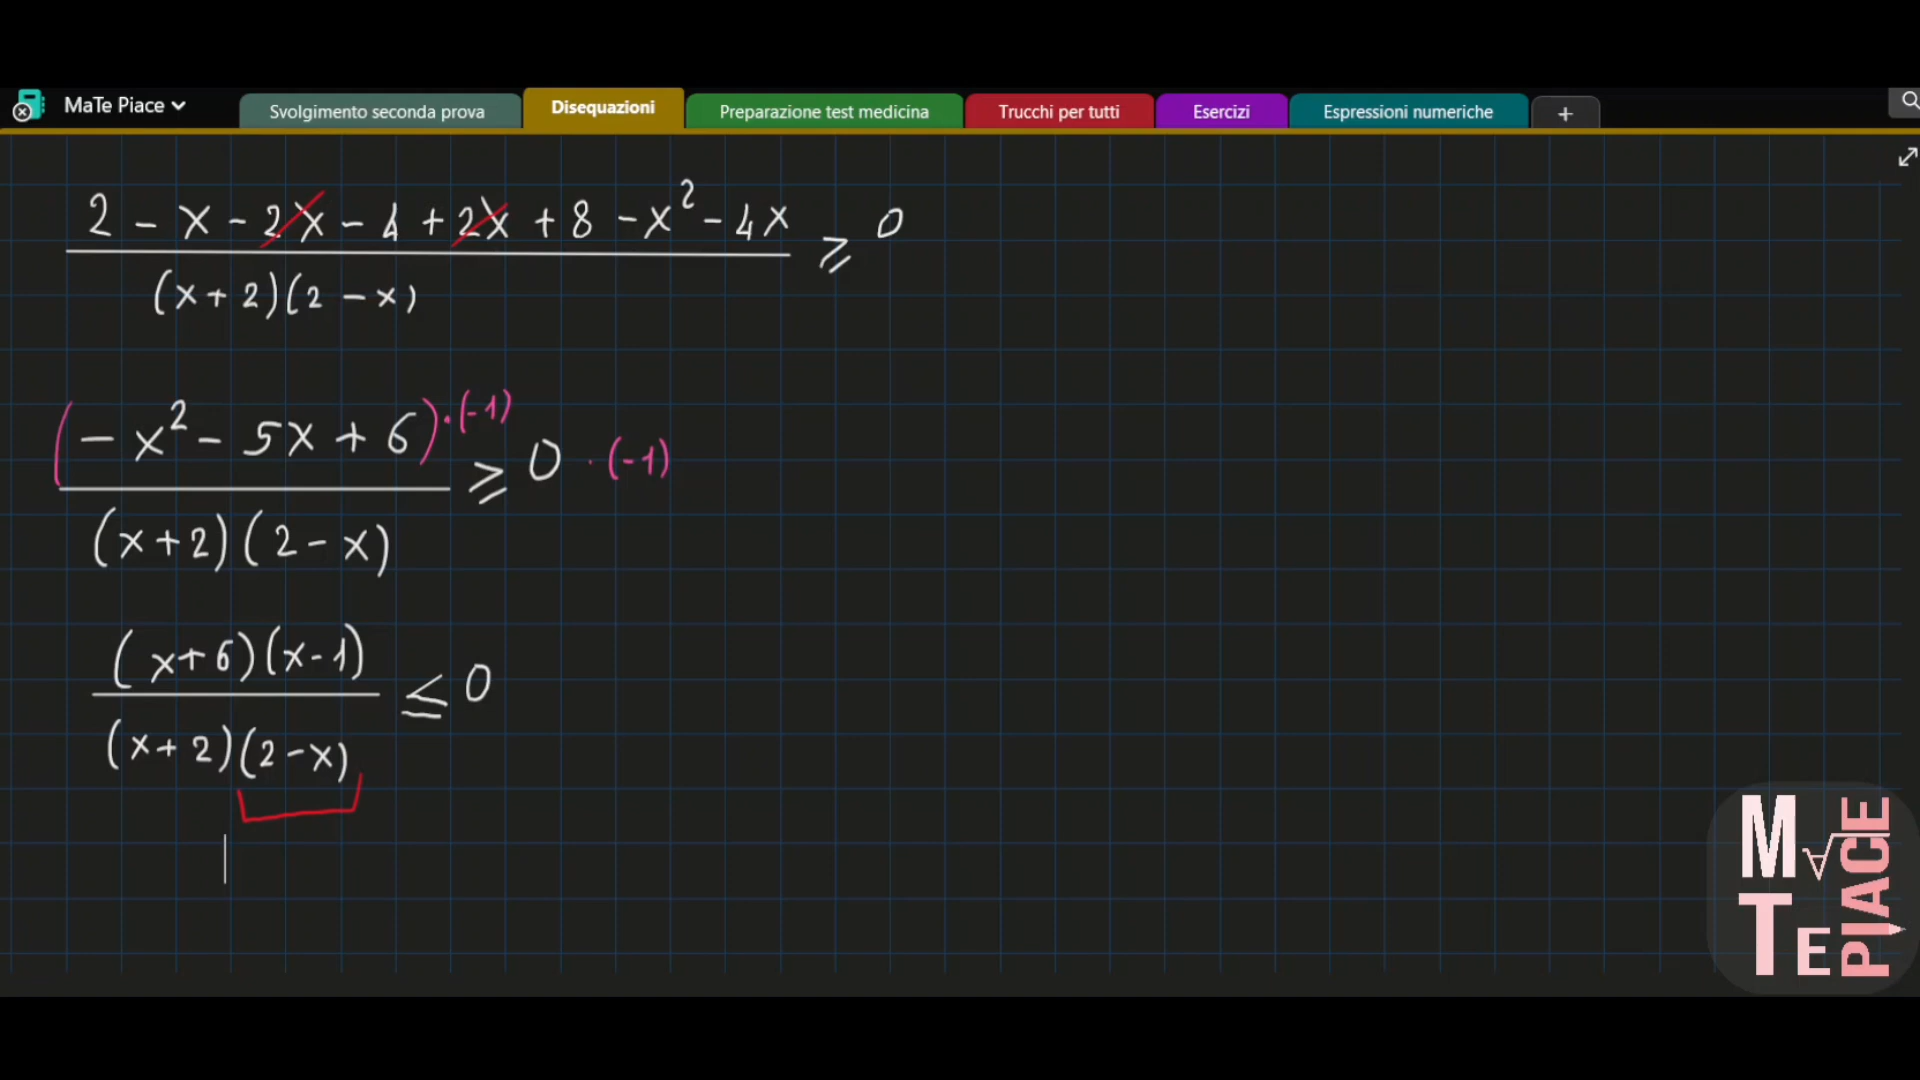 MaTe Piace
Svolgimento seconda prova
Disequazioni
Preparazione test medicina
Trucchi per tutti
Esercizi
Espressioni numeriche
+
2 - x - 2x - 4 + 2x + 8 - x² - 4x
≥ 0
(x + 2)(2 - x)
(- x² - 5x + 6) · (-1)
≥ 0 · (-1)
(x + 2)(2 - x)
(x + 6)(x - 1)
≤ 0
(x + 2)(2 - x)
M√
TE
PIACE